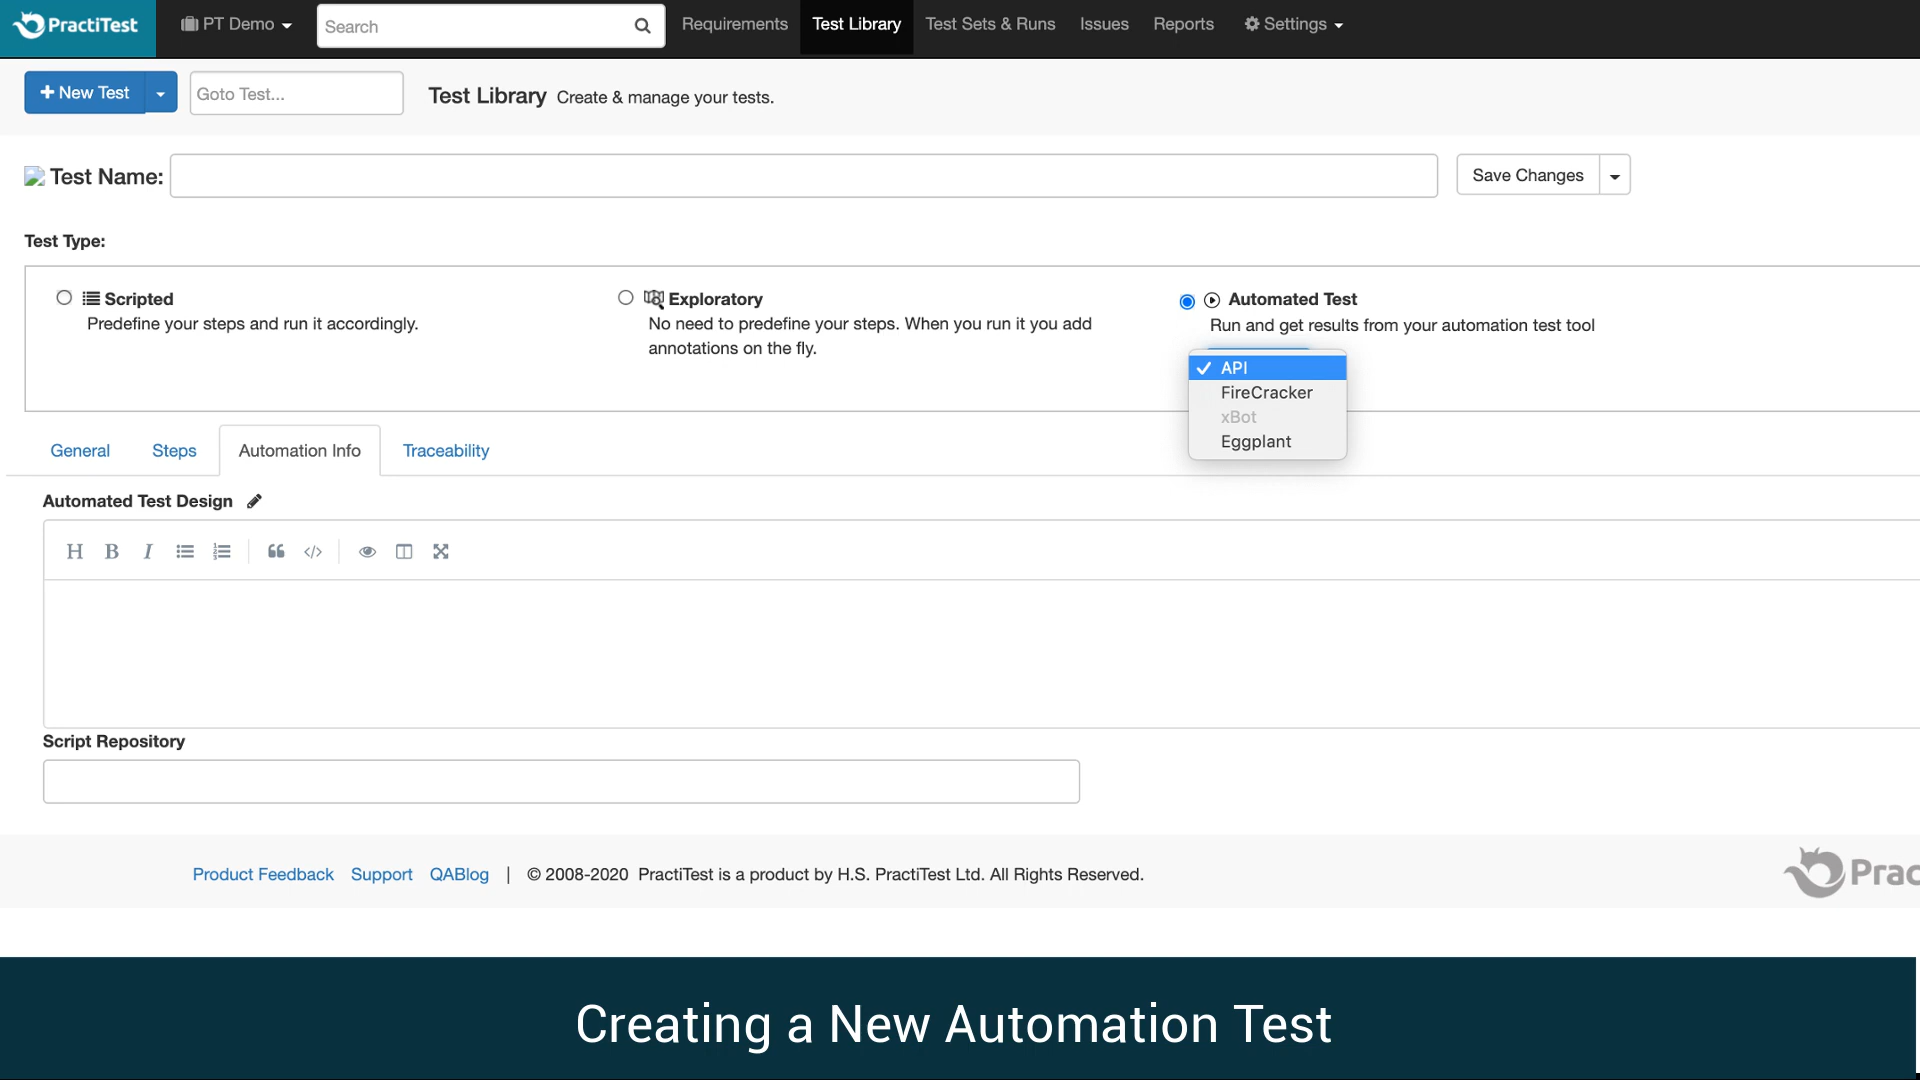 PractiTest PT Demo Search Requirements Test Library Test Sets & Runs Issues Reports Settings
New Test Goto Test... Test Library Create & manage your tests.
Test Name: Save Changes
Test Type:
Scripted
Predefine your steps and run it accordingly.
Exploratory
No need to predefine your steps. When you run it you add
annotations on the fly.
Automated Test
Run and get results from your automation test tool
API
FireCracker
xBot
Eggplant
General Steps Automation Info Traceability
Automated Test Design
H B I
Script Repository
Product Feedback Support QABlog | © 2008-2020 PractiTest is a product by H.S. PractiTest Ltd. All Rights Reserved.
Prac
Creating a New Automation Test